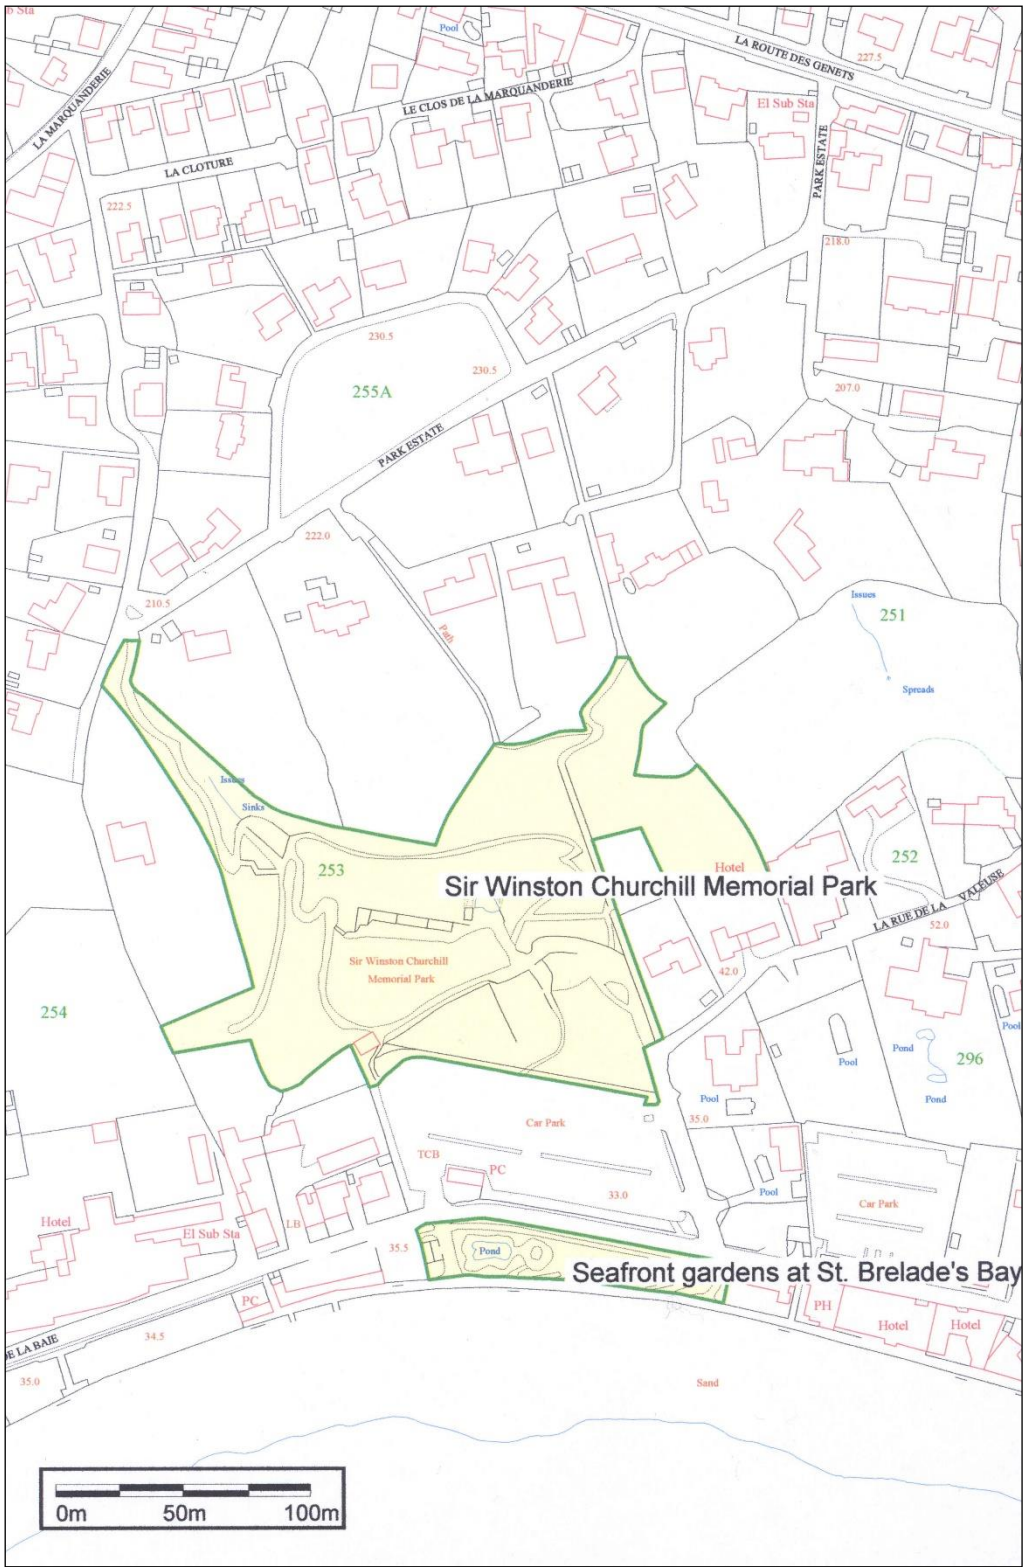 b Sta
Pool
LA ROUTE DES GENETS
227.5
LA MARQUANDERIE
LE CLOS DE LA MARQUANDERIE
El Sub Sta
PARK ESTATE
LA CLOTURE
222.5
218.0
230.5
230.5
255A
207.0
PARK ESTATE
222.0
210.5
Path
Issues
251
Spreads
Issues
Sinks
253
Hotel
252
Sir Winston Churchill Memorial Park
LA RUE DE LA VALEUSE
52.0
Sir Winston Churchill
Memorial Park
42.0
254
Pool
Pool
Pond
296
Pond
Pool
35.0
Car Park
TCB
PC
33.0
Pool
Car Park
Hotel
El Sub Sta
LB
35.5
Pond
Seafront gardens at St. Brelade's Bay
PC
PH
Hotel
Hotel
DE LA BAIE
34.5
35.0
Sand
0m 50m 100m